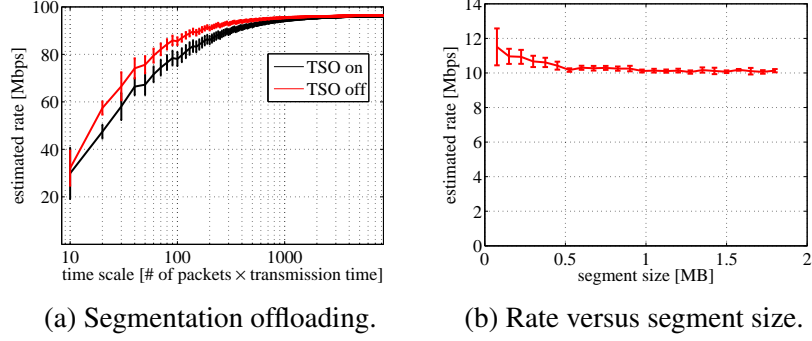 100
80
60
40
20
estimated rate [Mbps]
TSO on
TSO off
10
100
1000
time scale [# of packets × transmission time]
(a) Segmentation offloading.
14
12
10
8
6
4
2
0
estimated rate [Mbps]
0
0.5
1
1.5
2
segment size [MB]
(b) Rate versus segment size.